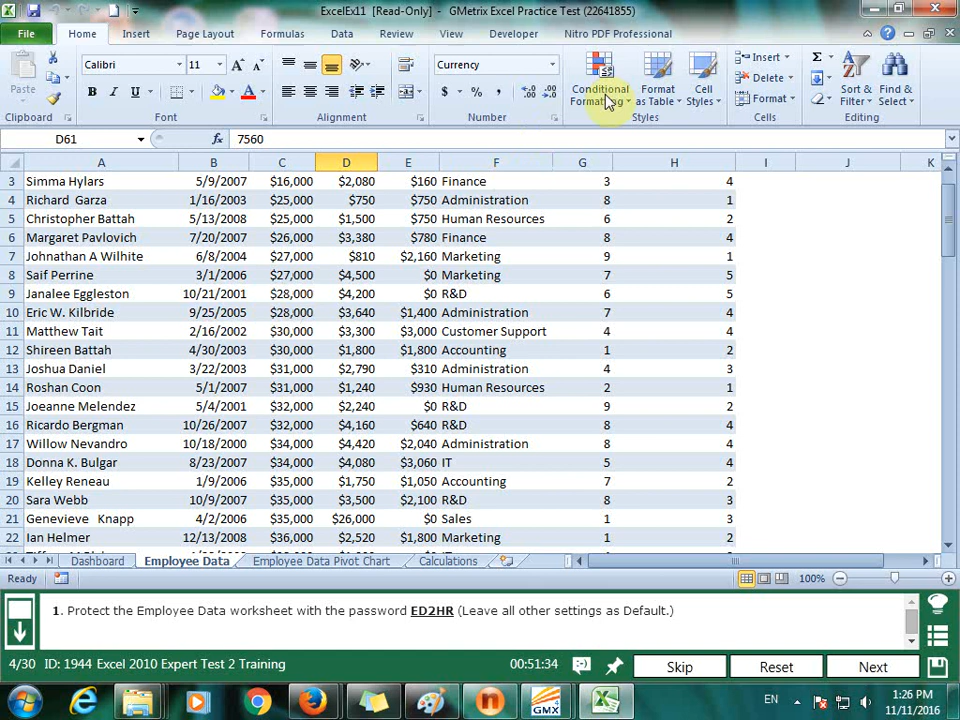 ExcelEx11 [Read-Only] - GMetrix Excel Practice Test (22641855)
File Home Insert Page Layout Formulas Data Review View Developer Nitro PDF Professional
Calibri 11 Currency Insert
Paste B I U $ % , Conditional Formatting Format as Table Cell Styles Delete Format Sort & Filter Find & Select
Clipboard Font Alignment Number Styles Cells Editing
D61 fx 7560
A B C D E F G H I J K
3 Simma Hylars 5/9/2007 $16,000 $2,080 $160 Finance 3 4
4 Richard Garza 1/16/2003 $25,000 $750 $750 Administration 8 1
5 Christopher Battah 5/13/2008 $25,000 $1,500 $750 Human Resources 6 2
6 Margaret Pavlovich 7/20/2007 $26,000 $3,380 $780 Finance 8 4
7 Johnathan A Wilhite 6/8/2004 $27,000 $810 $2,160 Marketing 9 1
8 Saif Perrine 3/1/2006 $27,000 $4,500 $0 Marketing 7 5
9 Janalee Eggleston 10/21/2001 $28,000 $4,200 $0 R&D 6 5
10 Eric W. Kilbride 9/25/2005 $28,000 $3,640 $1,400 Administration 7 4
11 Matthew Tait 2/16/2002 $30,000 $3,300 $3,000 Customer Support 4 4
12 Shireen Battah 4/30/2003 $30,000 $1,800 $1,800 Accounting 1 2
13 Joshua Daniel 3/22/2003 $31,000 $2,790 $310 Administration 4 3
14 Roshan Coon 5/1/2007 $31,000 $1,240 $930 Human Resources 2 1
15 Joeanne Melendez 5/4/2001 $32,000 $2,240 $0 R&D 9 2
16 Ricardo Bergman 10/26/2007 $32,000 $4,160 $640 R&D 8 4
17 Willow Nevandro 10/18/2000 $34,000 $4,420 $2,040 Administration 8 4
18 Donna K. Bulgar 8/23/2007 $34,000 $4,080 $3,060 IT 5 4
19 Kelley Reneau 1/9/2006 $35,000 $1,750 $1,050 Accounting 7 2
20 Sara Webb 10/9/2007 $35,000 $3,500 $2,100 R&D 8 3
21 Genevieve Knapp 4/2/2006 $35,000 $26,000 $0 Sales 1 3
22 Ian Helmer 12/13/2008 $36,000 $2,520 $1,800 Marketing 1 2
Dashboard Employee Data Employee Data Pivot Chart Calculations
Ready 100%
1. Protect the Employee Data worksheet with the password ED2HR (Leave all other settings as Default.)
4/30 ID: 1944 Excel 2010 Expert Test 2 Training 00:51:34 Skip Reset Next
GMX EN 1:26 PM
11/11/2016